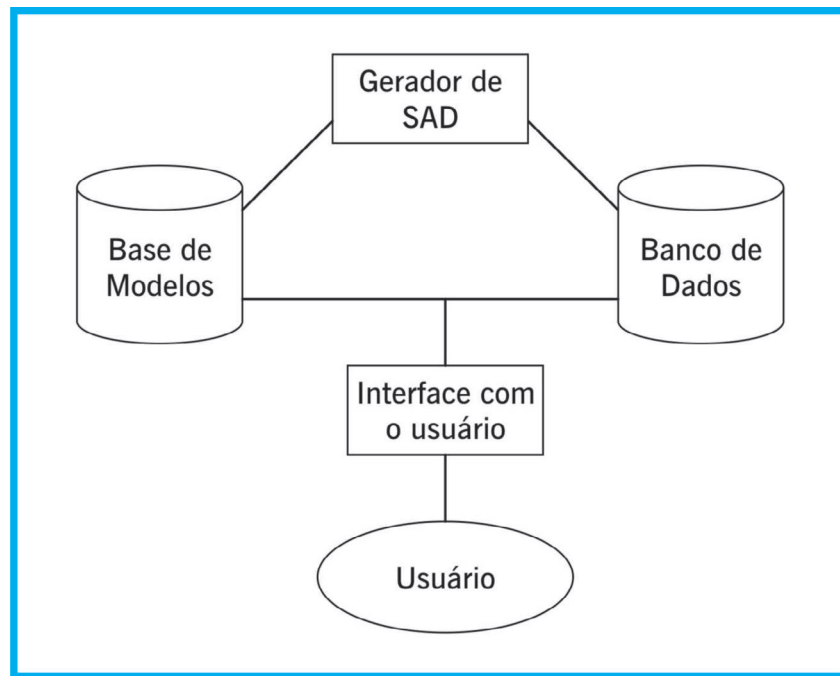 Gerador de
SAD
Base de
Modelos
Banco de
Dados
Interface com
o usuário
Usuário